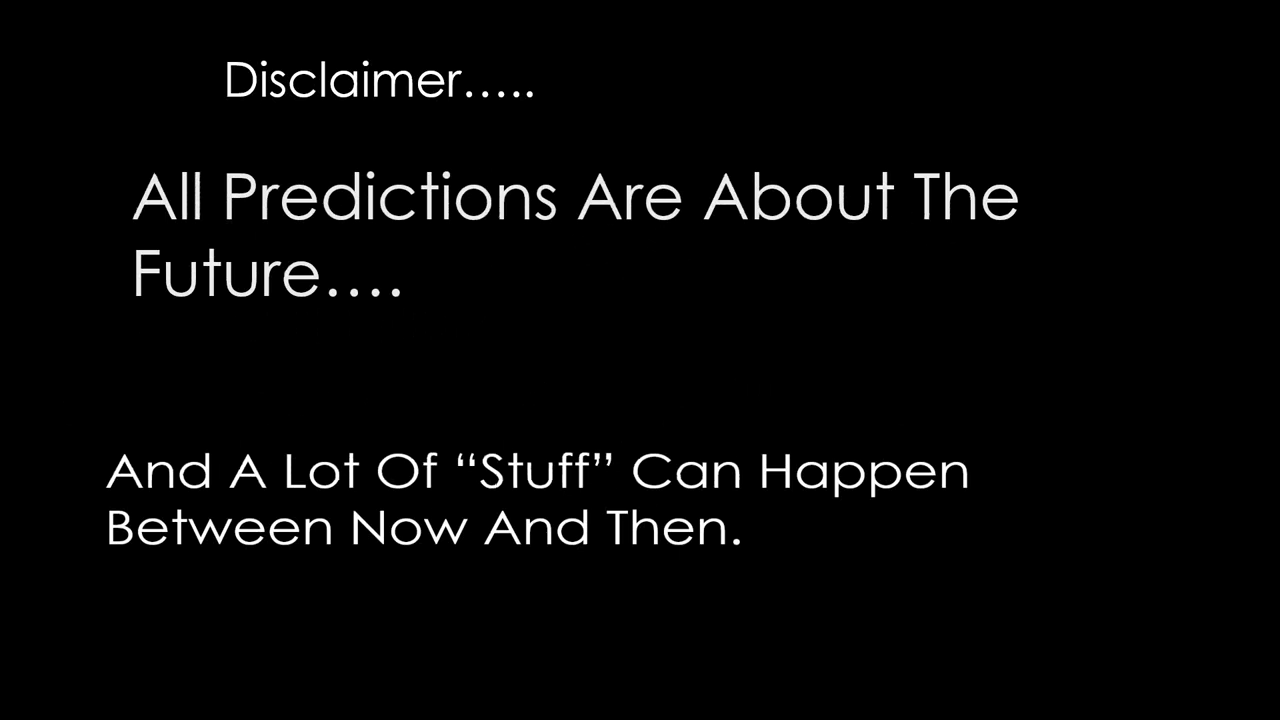 Disclaimer.....
All Predictions Are About The
Future....
And A Lot Of “Stuff” Can Happen
Between Now And Then.